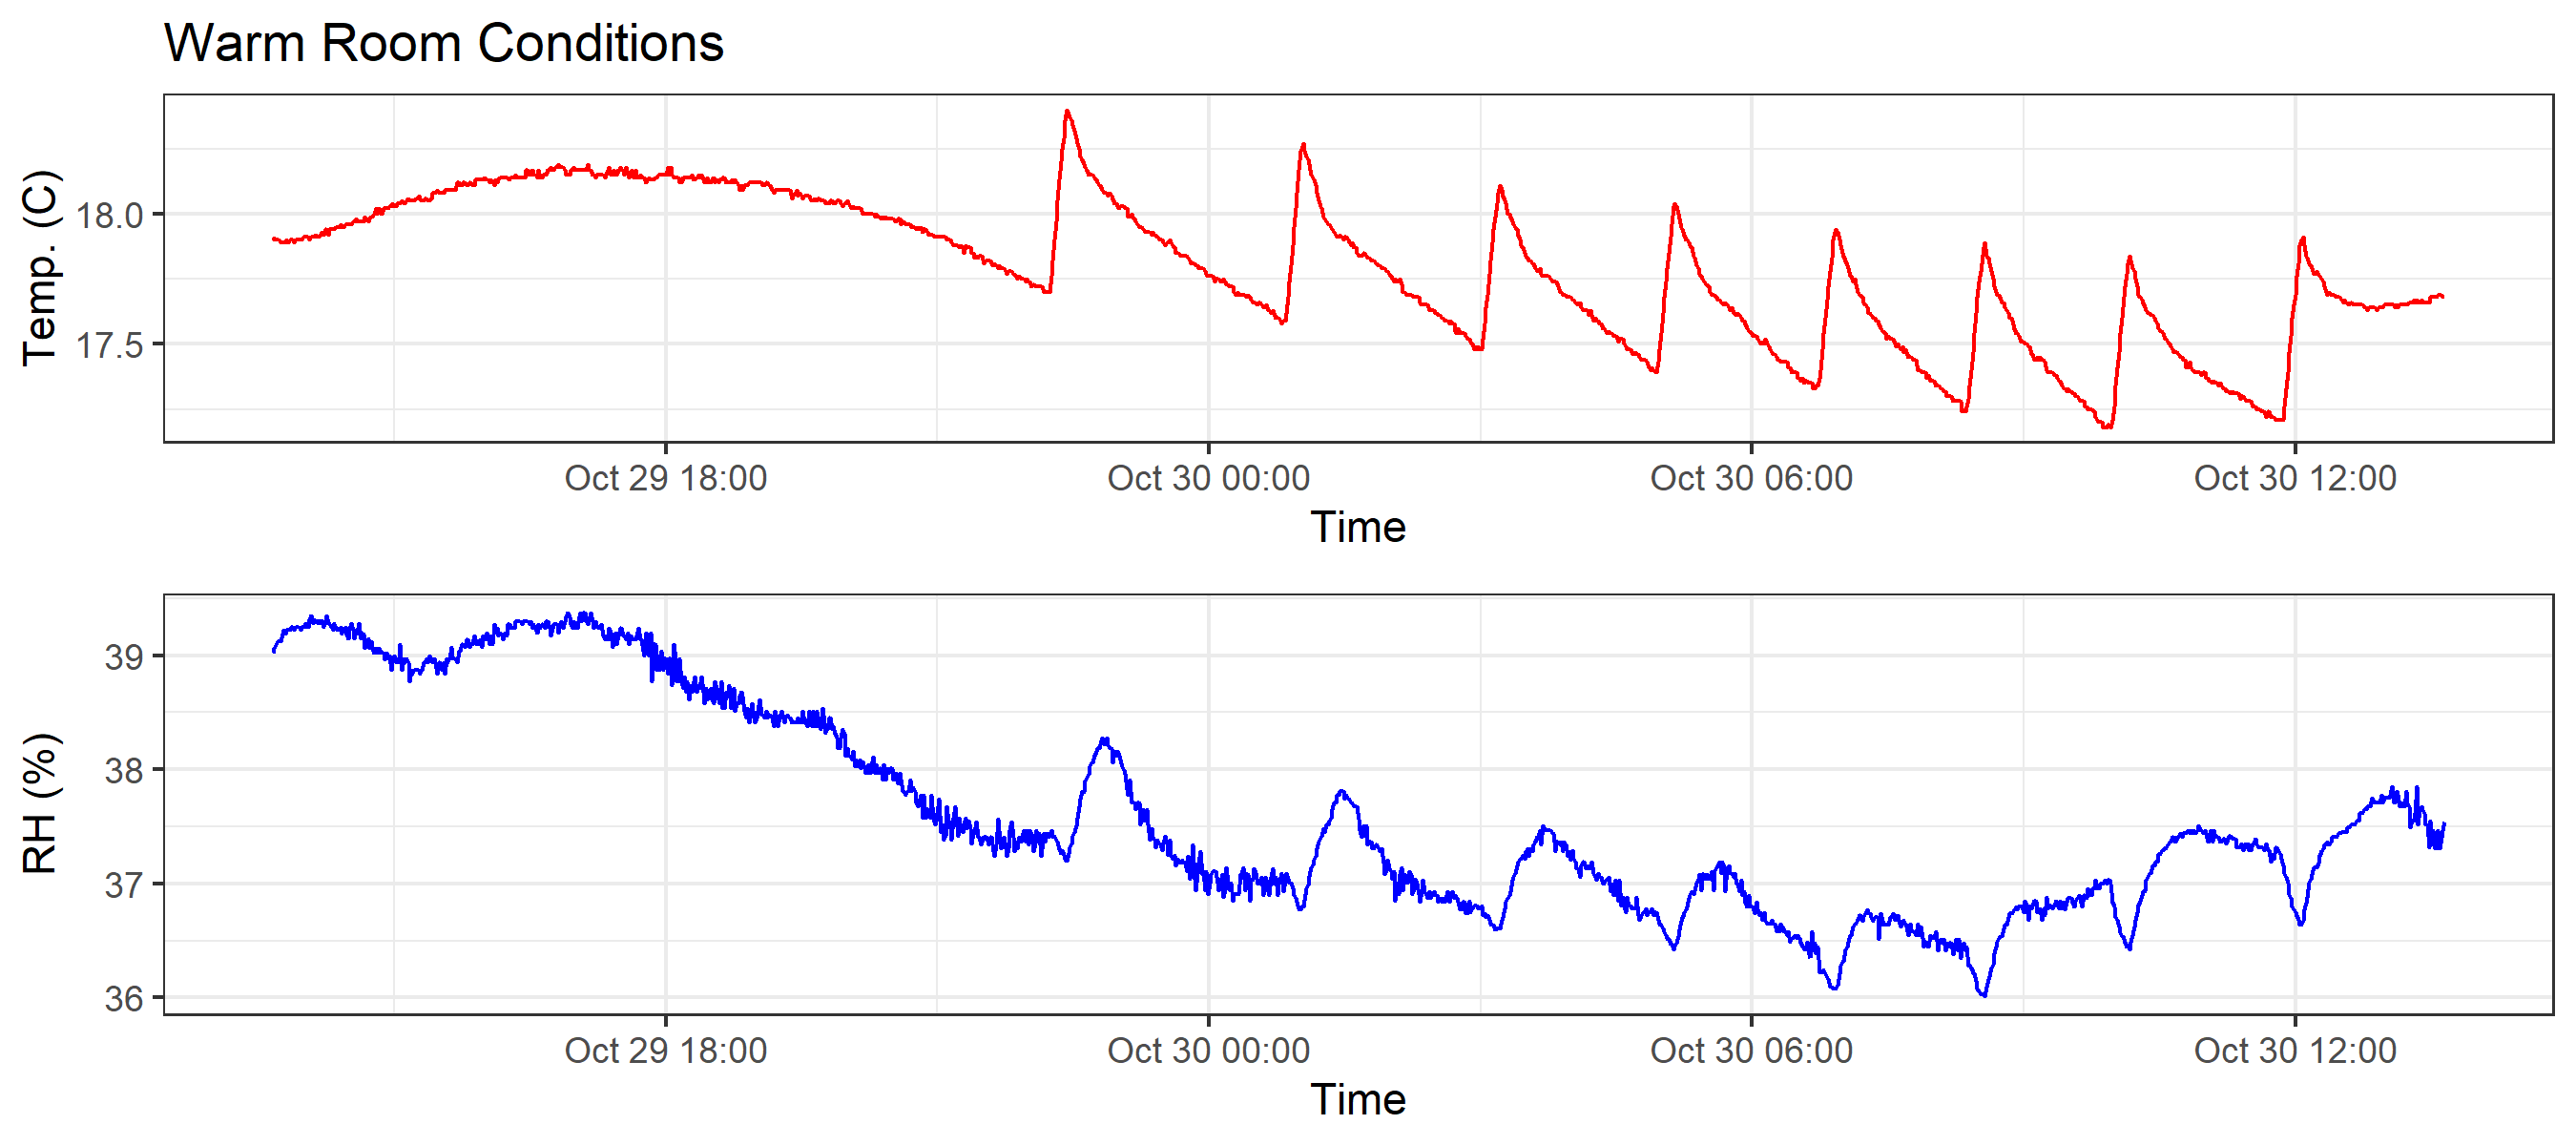 Warm Room Conditions
Temp. (C)
18.0
17.5
Oct 29 18:00 Oct 30 00:00 Oct 30 06:00 Oct 30 12:00
Time
RH (%)
39
38
37
36
Oct 29 18:00 Oct 30 00:00 Oct 30 06:00 Oct 30 12:00
Time